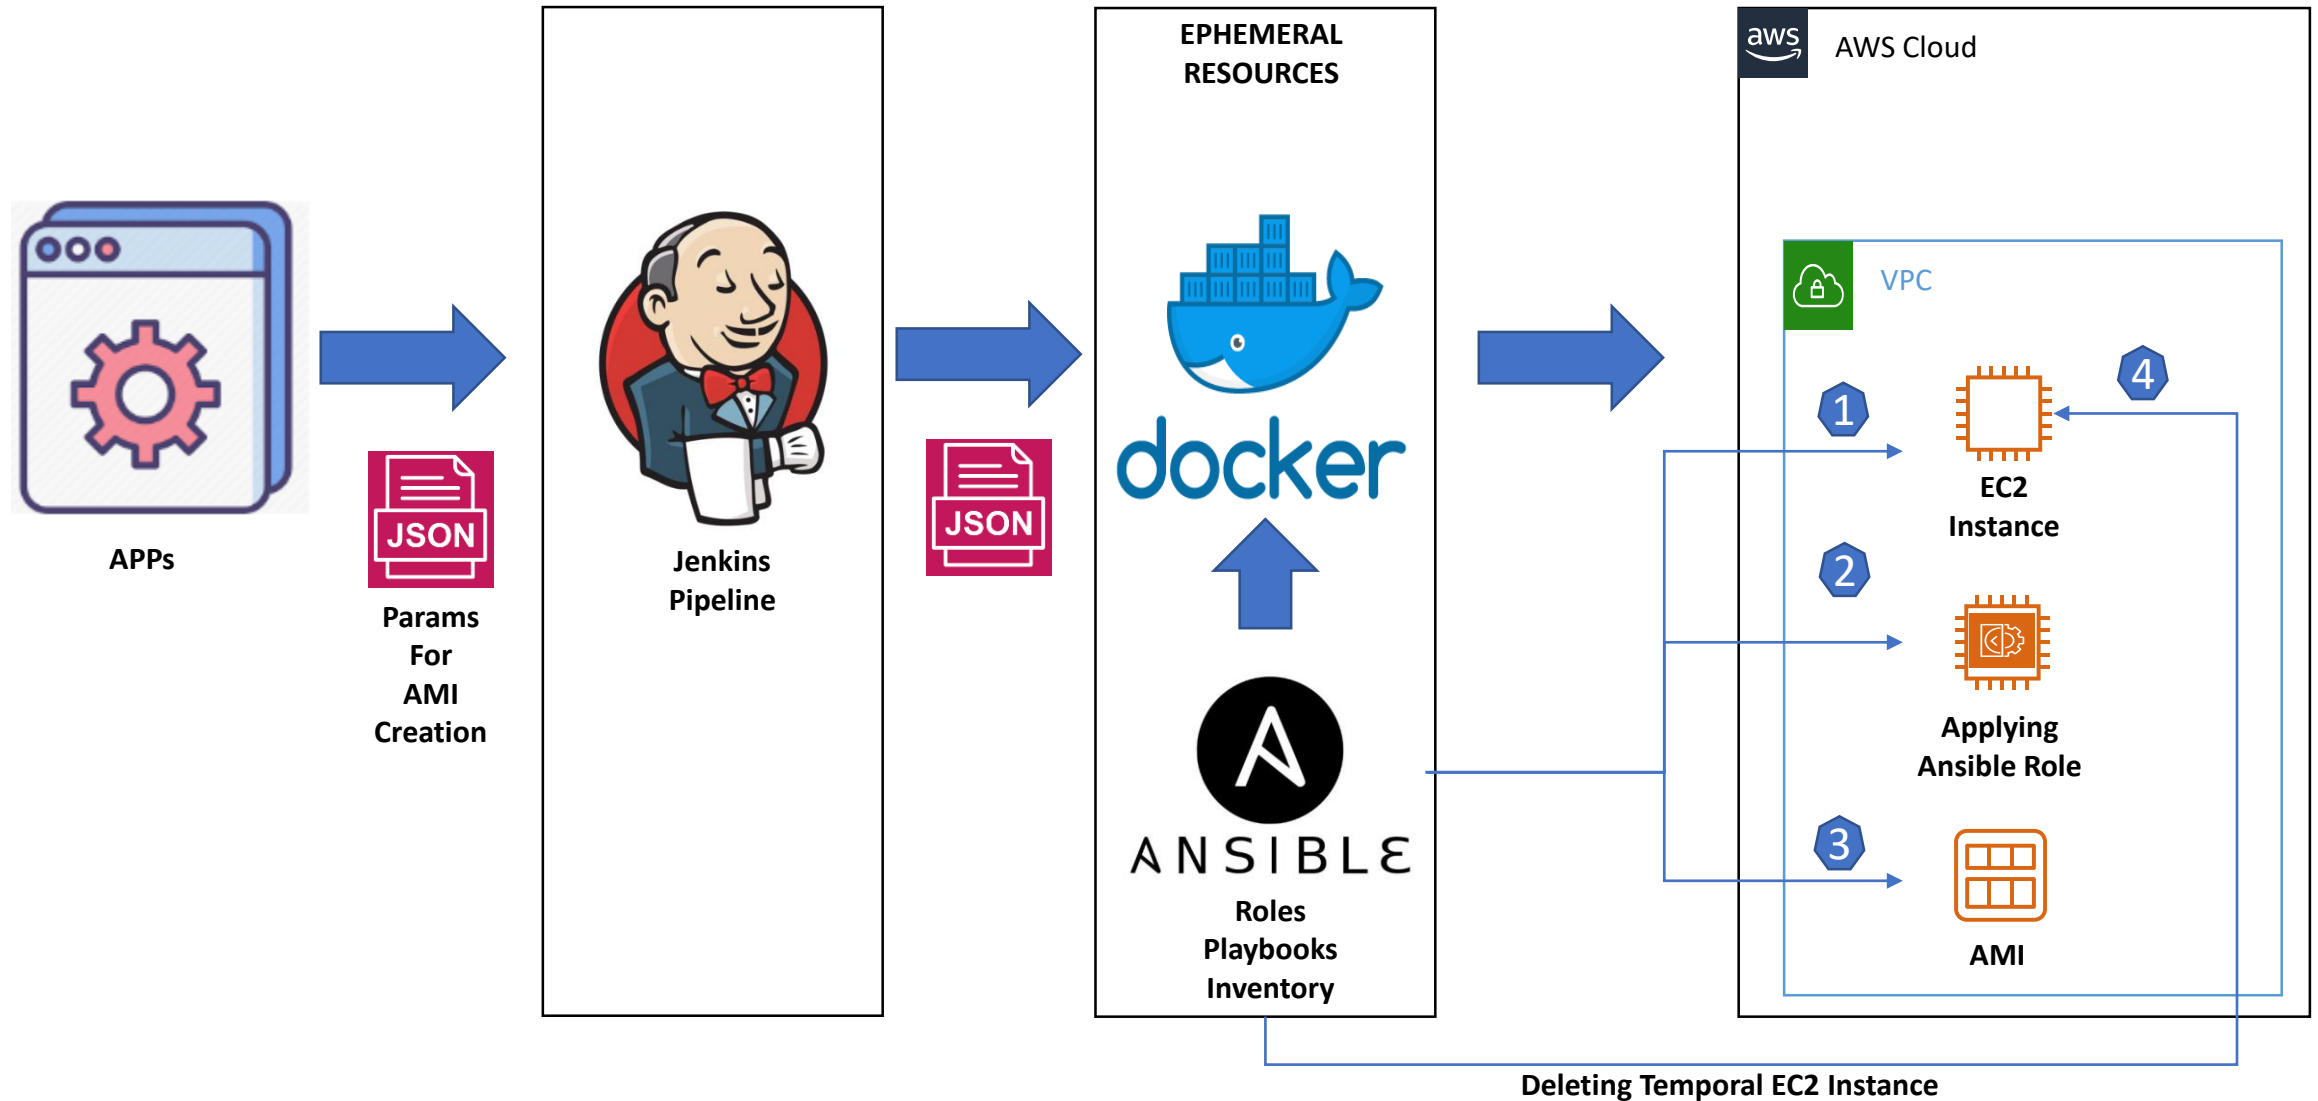 EPHEMERAL
RESOURCES
aws
AWS Cloud
VPC
1
2
3
4
EC2
Instance
Applying
Ansible Role
AMI
APPs
JSON
Params
For
AMI
Creation
Jenkins
Pipeline
JSON
docker
ANSIBLE
Roles
Playbooks
Inventory
Deleting Temporal EC2 Instance